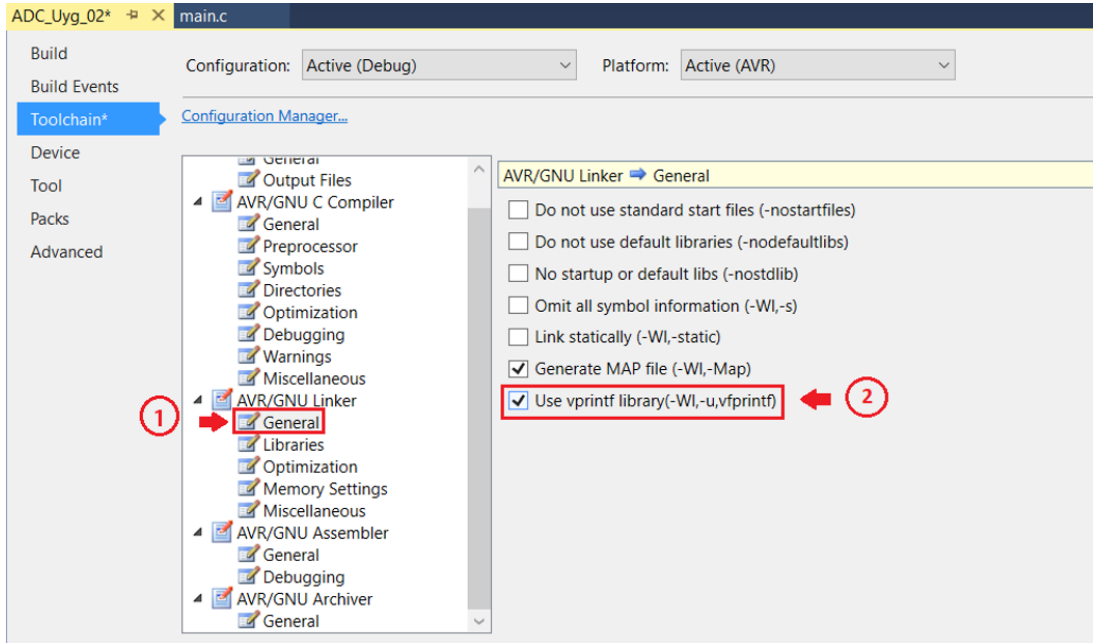 ADC_Uyg_02*
main.c
Build
Build Events
Toolchain*
Device
Tool
Packs
Advanced
Configuration: Active (Debug)
Platform: Active (AVR)
Configuration Manager...
General
Output Files
AVR/GNU C Compiler
General
Preprocessor
Symbols
Directories
Optimization
Debugging
Warnings
Miscellaneous
AVR/GNU Linker
1
General
Libraries
Optimization
Memory Settings
Miscellaneous
AVR/GNU Assembler
General
Debugging
AVR/GNU Archiver
General
AVR/GNU Linker General
Do not use standard start files (-nostartfiles)
Do not use default libraries (-nodefaultlibs)
No startup or default libs (-nostdlib)
Omit all symbol information (-Wl,-s)
Link statically (-Wl,-static)
Generate MAP file (-Wl,-Map)
Use vprintf library(-Wl,-u,vfprintf)
2